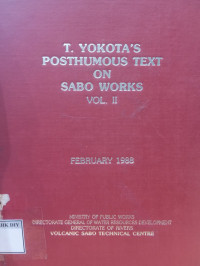 T. YOKOTA'S
POSTHUMOUS TEXT
ON
SABO WORKS
VOL. II
FEBRUARY 1988
MINISTRY OF PUBLIC WORKS
DIRECTORATE GENERAL OF WATER RESOURCES DEVELOPMENT
DIRECTORATE OF RIVERS
VOLCANIC SABO TECHNICAL CENTRE